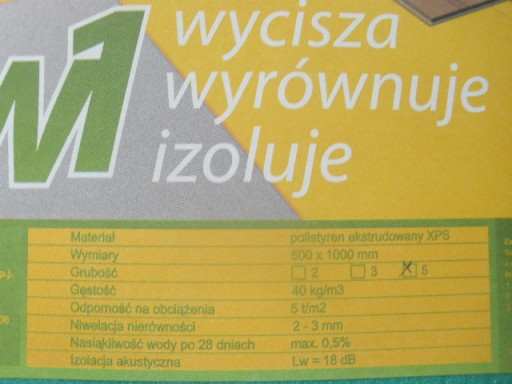 M1
wycisza
wyrównuje
izoluje
Materiał polistyren ekstrudowany XPS
Wymiary 500 x 1000 mm
Grubość 2 3 X 5
Gęstość 40 kg/m3
Odporność na obciążenia 5 t/m2
Niwelacja nierówności 2 - 3 mm
Nasiąkliwość wody po 28 dniach max. 0,5%
Izolacja akustyczna Lw = 18 dB